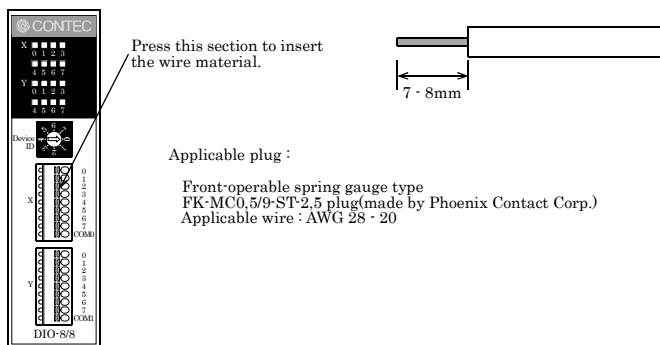 CONTEC
X
0 1 2 3
4 5 6 7
Y
0 1 2 3
4 5 6 7
Device
ID
X
0
1
2
3
4
5
6
7
COM0
Y
0
1
2
3
4
5
6
7
COM1
DIO-8/8
Press this section to insert
the wire material.
7 - 8mm
Applicable plug :
Front-operable spring gauge type
FK-MC0,5/9-ST-2,5 plug(made by Phoenix Contact Corp.)
Applicable wire : AWG 28 - 20